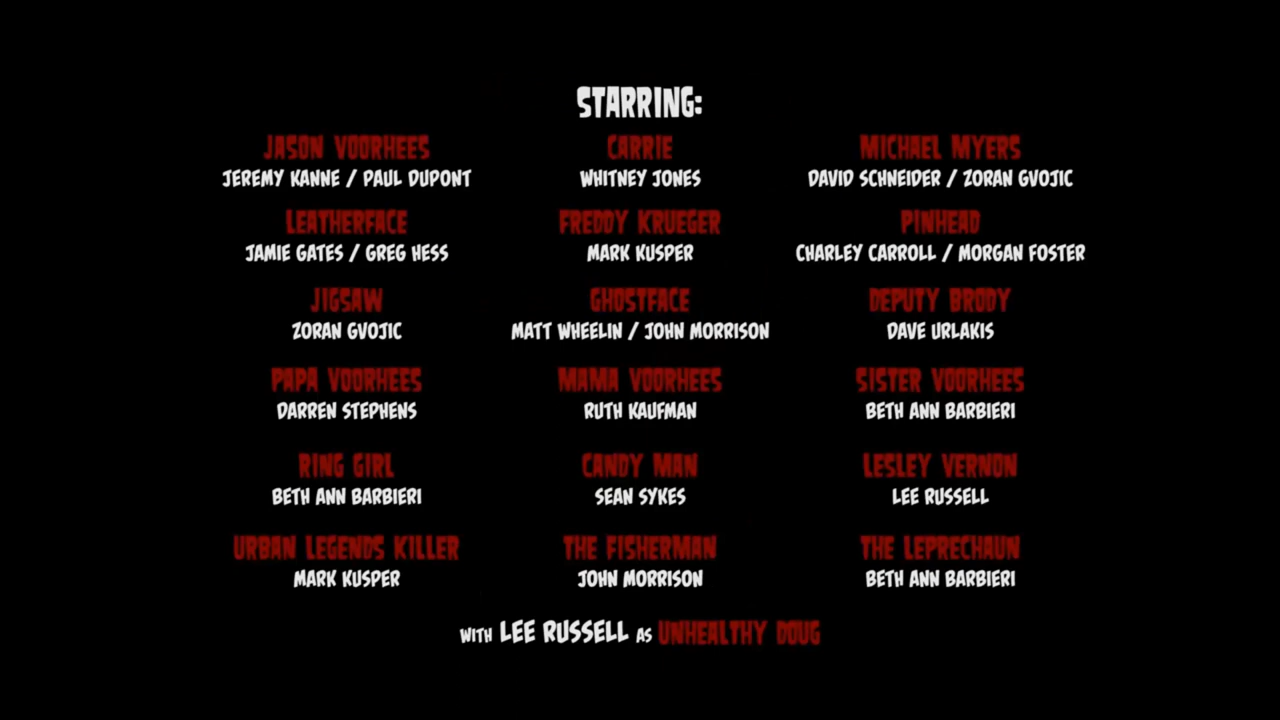 STARRING:
JASON VOORHEES CARRIE MICHAEL MYERS
JEREMY KANNE / PAUL DUPONT WHITNEY JONES DAVID SCHNEIDER / ZORAN GVOJIC
LEATHERFACE FREDDY KRUEGER PINHEAD
JAMIE GATES / GREG HESS MARK KUSPER CHARLEY CARROLL / MORGAN FOSTER
JIGSAW GHOSTFACE DEPUTY BRODY
ZORAN GVOJIC MATT WHEELIN / JOHN MORRISON DAVE URLAKIS
PAPA VOORHEES MAMA VOORHEES SISTER VOORHEES
DARREN STEPHENS RUTH KAUFMAN BETH ANN BARBIERI
RING GIRL CANDY MAN LESLEY VERNON
BETH ANN BARBIERI SEAN SYKES LEE RUSSELL
URBAN LEGENDS KILLER THE FISHERMAN THE LEPRECHAUN
MARK KUSPER JOHN MORRISON BETH ANN BARBIERI
WITH LEE RUSSELL AS UNHEALTHY DOUG